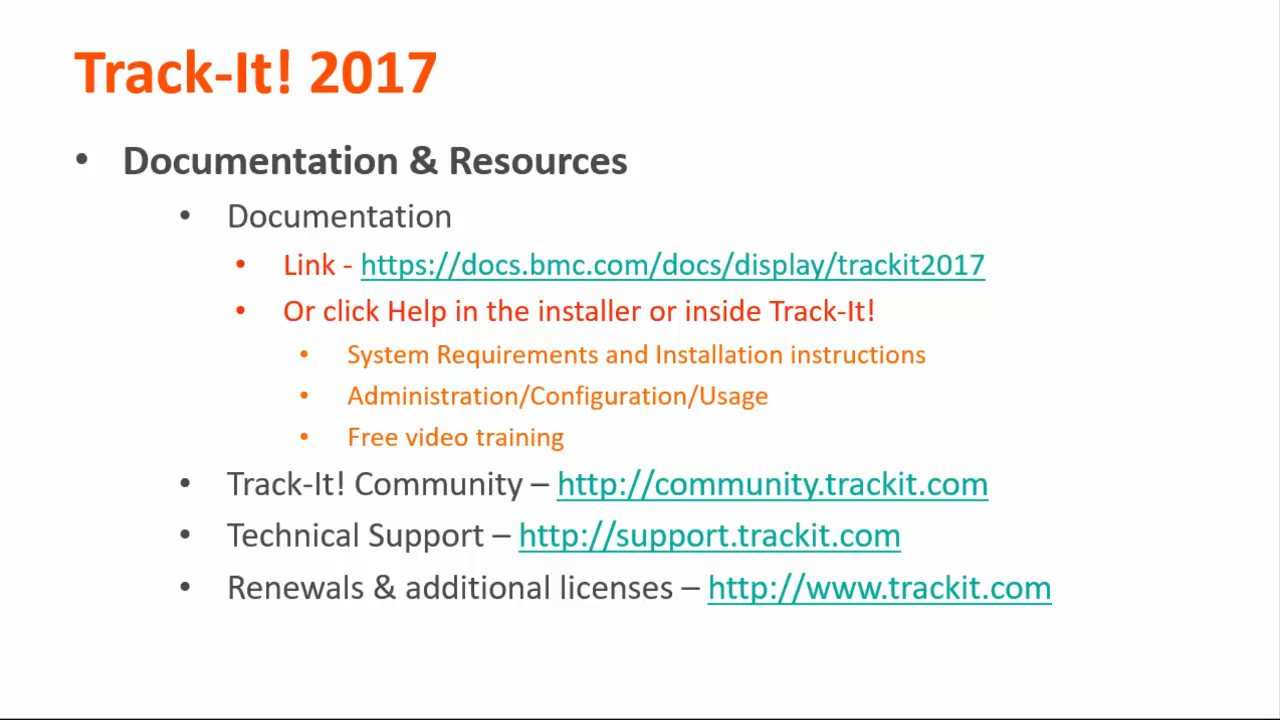 Track-It! 2017
• Documentation & Resources
• Documentation
• Link - https://docs.bmc.com/docs/display/trackit2017
• Or click Help in the installer or inside Track-It!
• System Requirements and Installation instructions
• Administration/Configuration/Usage
• Free video training
• Track-It! Community – http://community.trackit.com
• Technical Support – http://support.trackit.com
• Renewals & additional licenses – http://www.trackit.com